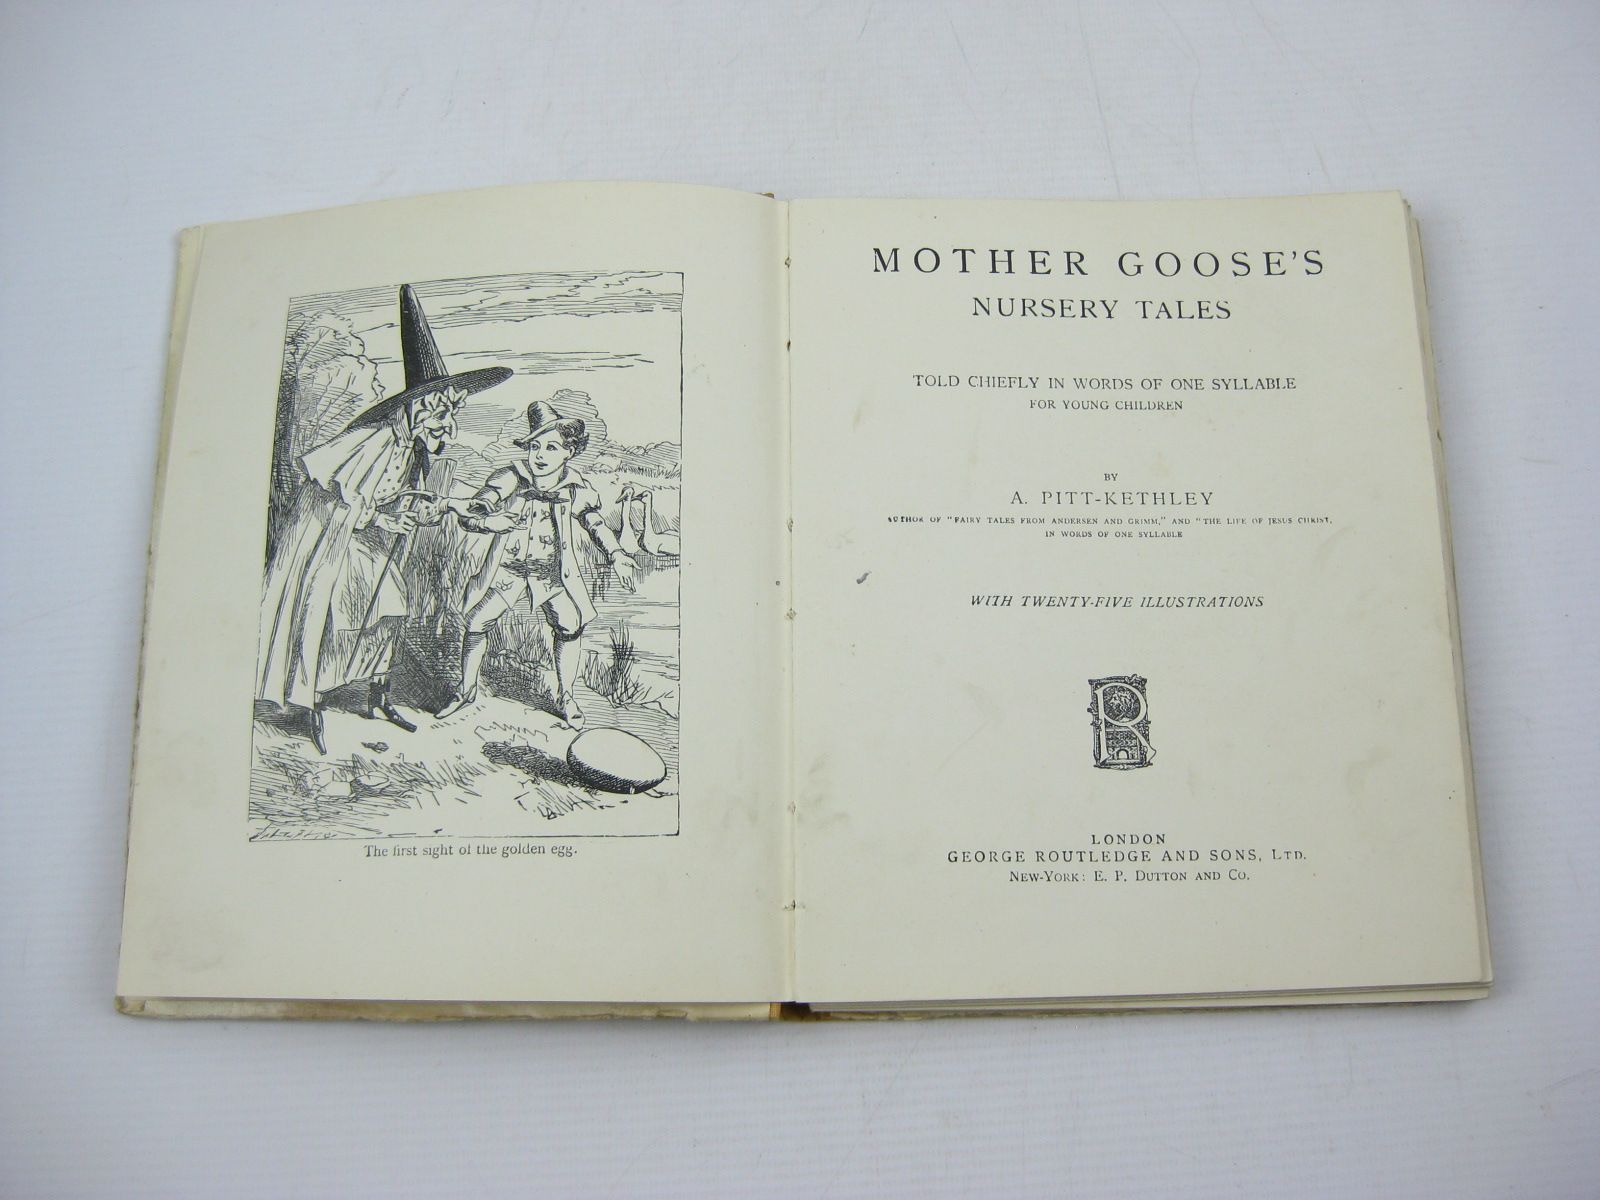 The first sight of the golden egg.
MOTHER GOOSE'S
NURSERY TALES
TOLD CHIEFLY IN WORDS OF ONE SYLLABLE
FOR YOUNG CHILDREN
BY
A. PITT-KETHLEY
AUTHOR OF "FAIRY TALES FROM ANDERSEN AND GRIMM," AND "THE LIFE OF JESUS CHRIST,
IN WORDS OF ONE SYLLABLE
WITH TWENTY-FIVE ILLUSTRATIONS
R
LONDON
GEORGE ROUTLEDGE AND SONS, LTD.
NEW-YORK: E. P. DUTTON AND CO.